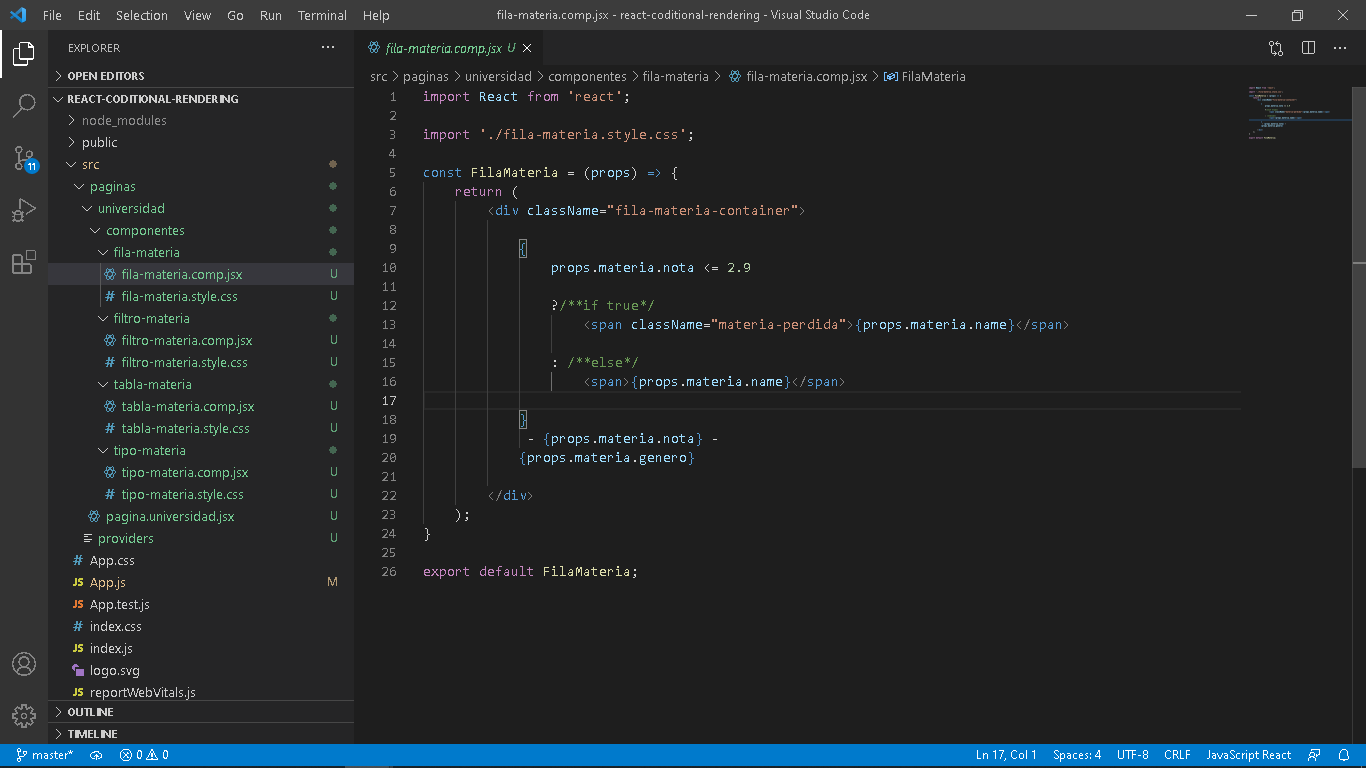 File Edit Selection View Go Run Terminal Help
fila-materia.comp.jsx - react-coditional-rendering - Visual Studio Code
EXPLORER
OPEN EDITORS
REACT-CODITIONAL-RENDERING
node_modules
public
src
paginas
universidad
componentes
fila-materia
fila-materia.comp.jsx U
# fila-materia.style.css U
filtro-materia
filtro-materia.comp.jsx U
# filtro-materia.style.css U
tabla-materia
tabla-materia.comp.jsx U
# tabla-materia.style.css U
tipo-materia
tipo-materia.comp.jsx U
# tipo-materia.style.css U
pagina.universidad.jsx U
providers U
# App.css
JS App.js M
JS App.test.js
# index.css
JS index.js
logo.svg
JS reportWebVitals.js
OUTLINE
TIMELINE
11
fila-materia.comp.jsx U
src > paginas > universidad > componentes > fila-materia > fila-materia.comp.jsx > FilaMateria
1 import React from 'react';
2
3 import './fila-materia.style.css';
4
5 const FilaMateria = (props) => {
6 return (
7 <div className="fila-materia-container">
8
9 {
10 props.materia.nota <= 2.9
11
12 ?/**if true*/
13 <span className="materia-perdida">{props.materia.name}</span>
14
15 : /**else*/
16 <span>{props.materia.name}</span>
17
18 }
19 - {props.materia.nota} -
20 {props.materia.genero}
21
22 </div>
23 );
24 }
25
26 export default FilaMateria;
master* 0 0 Ln 17, Col 1 Spaces: 4 UTF-8 CRLF JavaScript React